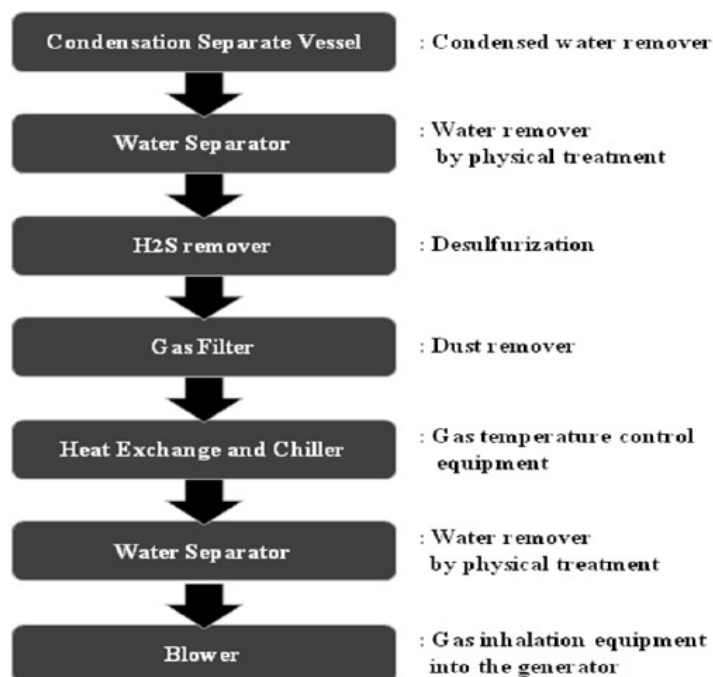 Condensation Separate Vessel
: Condensed water remover
Water Separator
: Water remover
by physical treatment
H2S remover
: Desulfurization
Gas Filter
: Dust remover
Heat Exchange and Chiller
: Gas temperature control
equipment
Water Separator
: Water remover
by physical treatment
Blower
: Gas inhalation equipment
into the generator